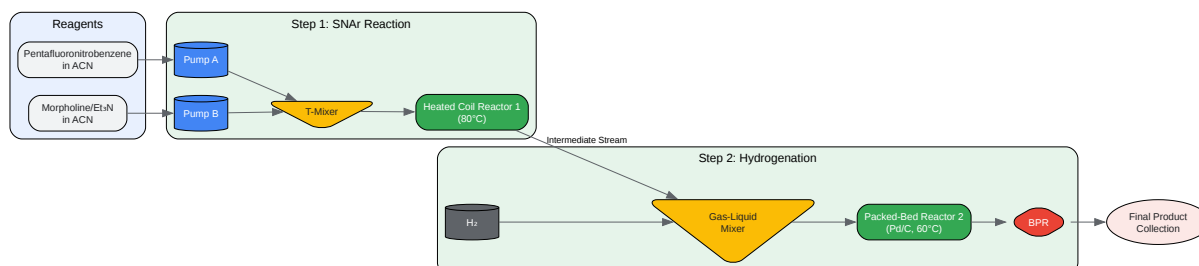 Reagents
Pentafluoronitrobenzene
in ACN
Morpholine/Et₃N
in ACN
Step 1: SNAr Reaction
Pump A
Pump B
T-Mixer
Heated Coil Reactor 1
(80°C)
Intermediate Stream
Step 2: Hydrogenation
H₂
Gas-Liquid
Mixer
Packed-Bed Reactor 2
(Pd/C, 60°C)
BPR
Final Product
Collection